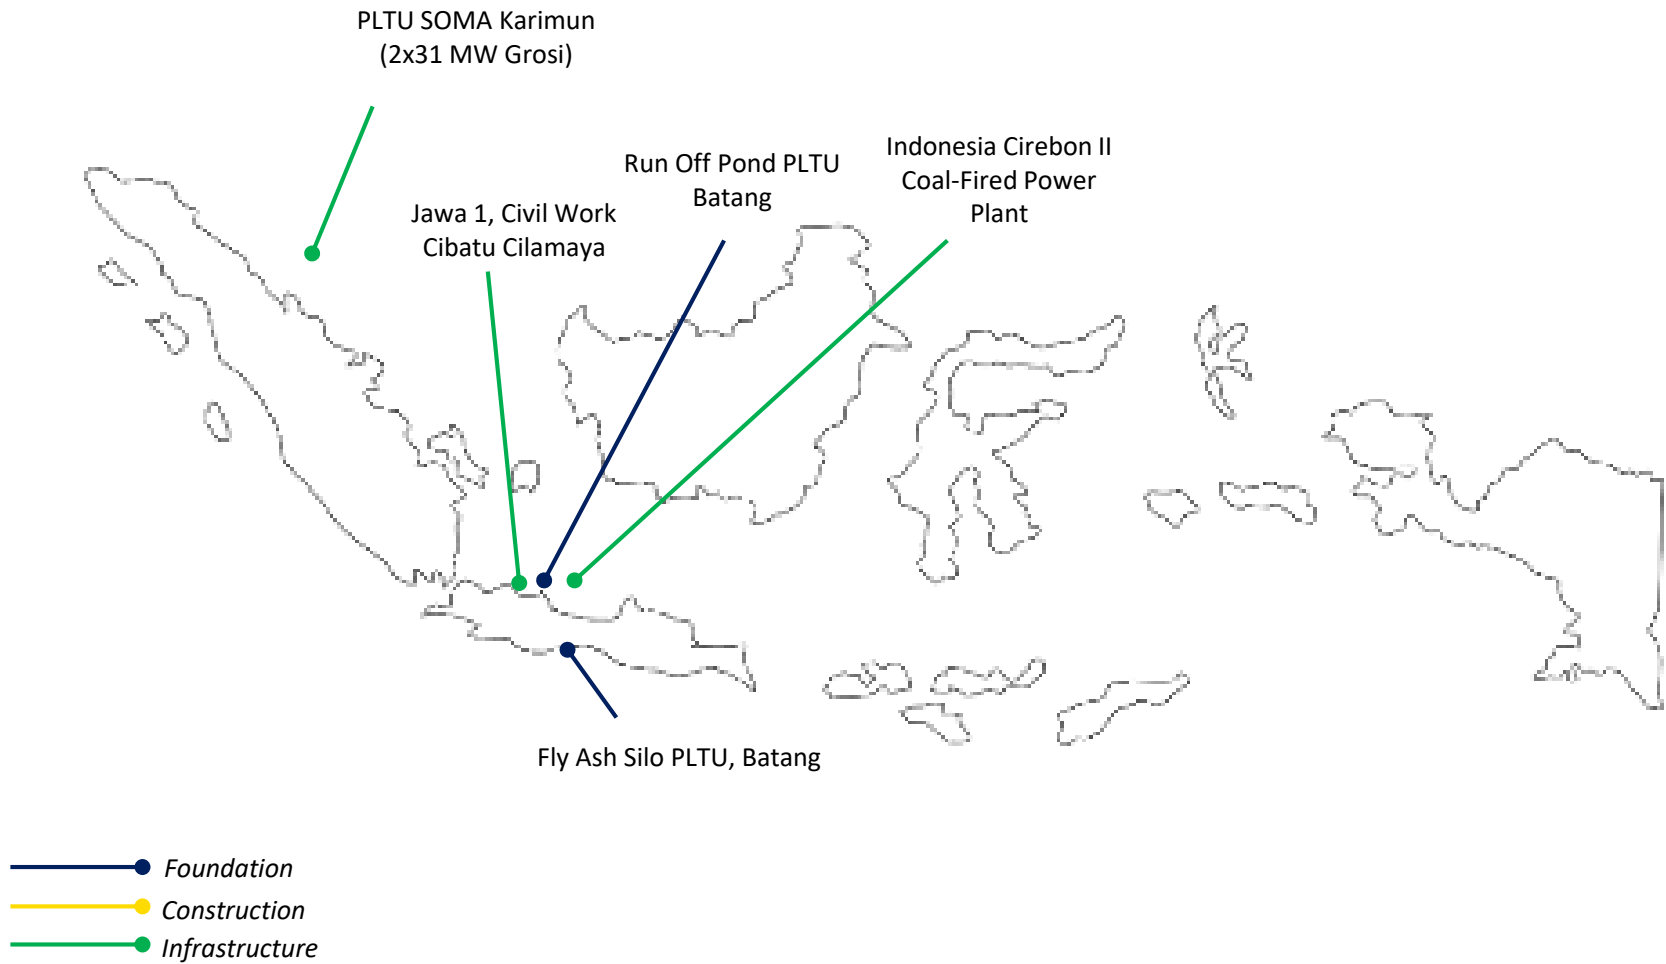 PLTU SOMA Karimun
(2x31 MW Grosi)
Indonesia Cirebon II
Coal-Fired Power
Plant
Run Off Pond PLTU
Batang
Jawa 1, Civil Work
Cibatu Cilamaya
Fly Ash Silo PLTU, Batang
Foundation
Construction
Infrastructure